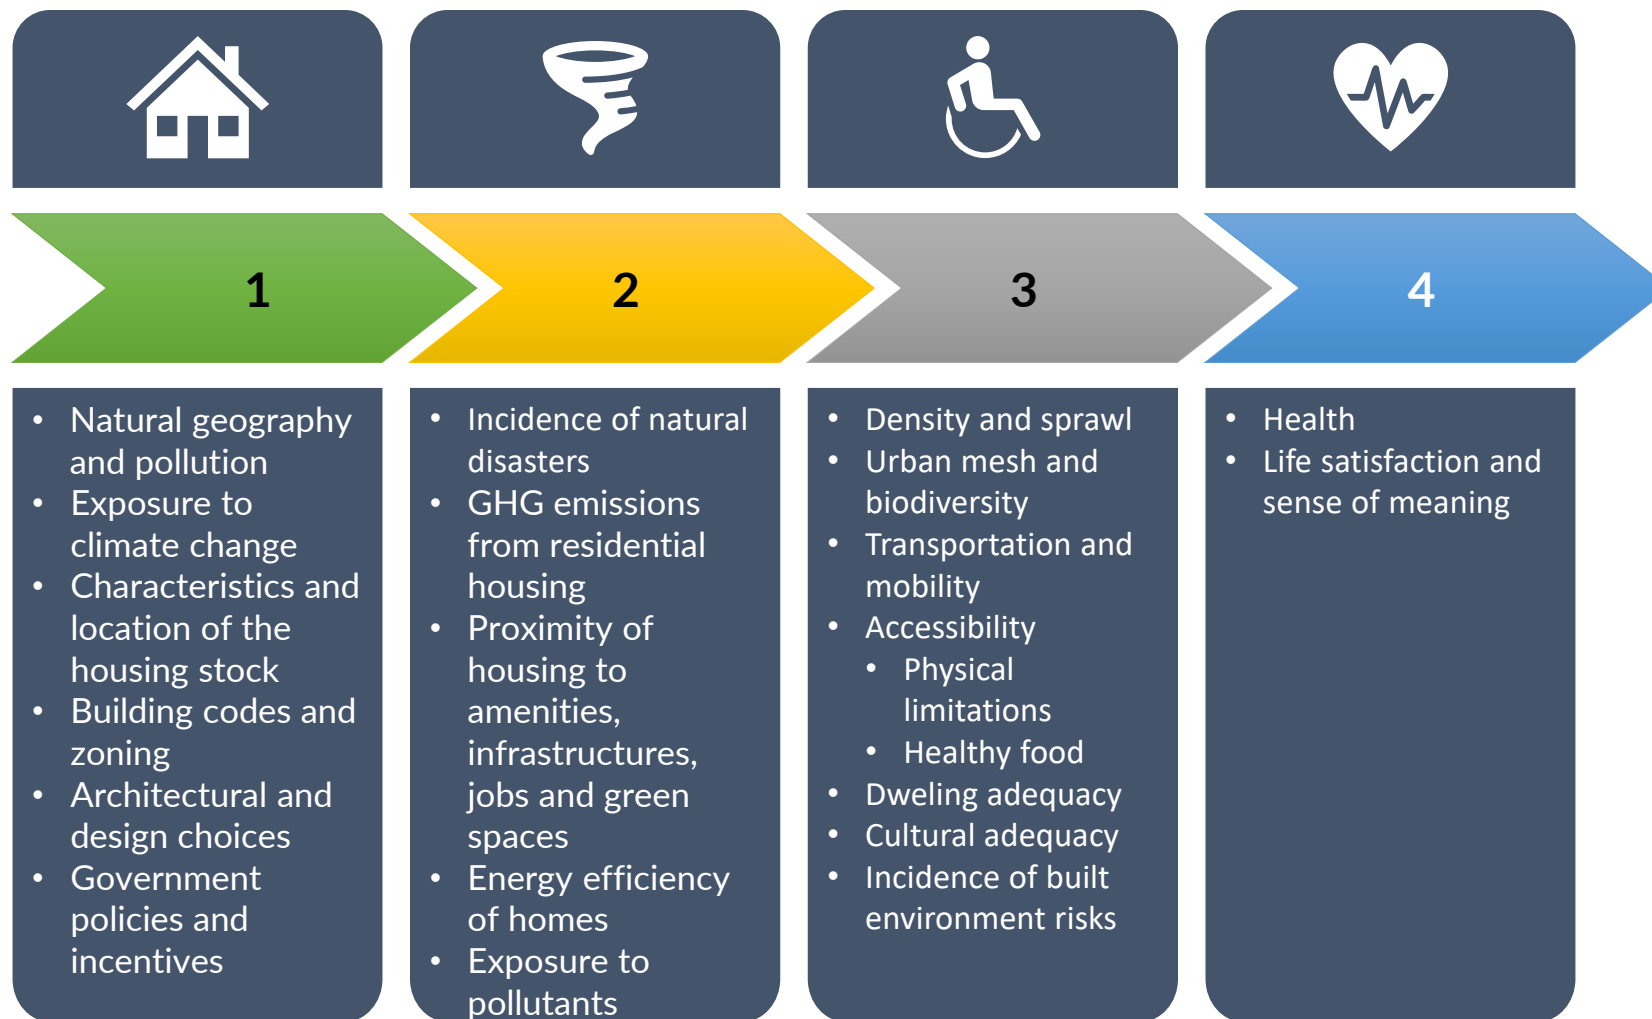 1
2
3
4
• Natural geography
and pollution
• Exposure to
climate change
• Characteristics and
location of the
housing stock
• Building codes and
zoning
• Architectural and
design choices
• Government
policies and
incentives
• Incidence of natural
disasters
• GHG emissions
from residential
housing
• Proximity of
housing to
amenities,
infrastructures,
jobs and green
spaces
• Energy efficiency
of homes
• Exposure to
pollutants
• Density and sprawl
• Urban mesh and
biodiversity
• Transportation and
mobility
• Accessibility
• Physical
limitations
• Healthy food
• Dweling adequacy
• Cultural adequacy
• Incidence of built
environment risks
• Health
• Life satisfaction and
sense of meaning